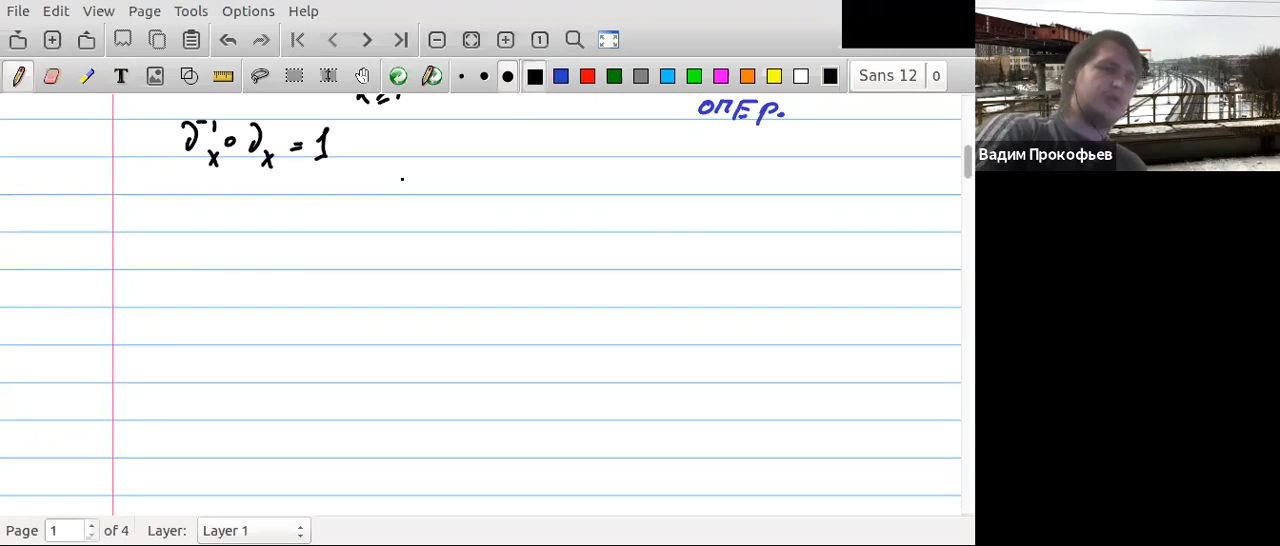 File Edit View Page Tools Options Help
Sans 12 0
k≥1
опер.
∂⁻¹ₓ ∘ ∂ₓ = 1
Вадим Прокофьев
Page 1 of 4 Layer: Layer 1